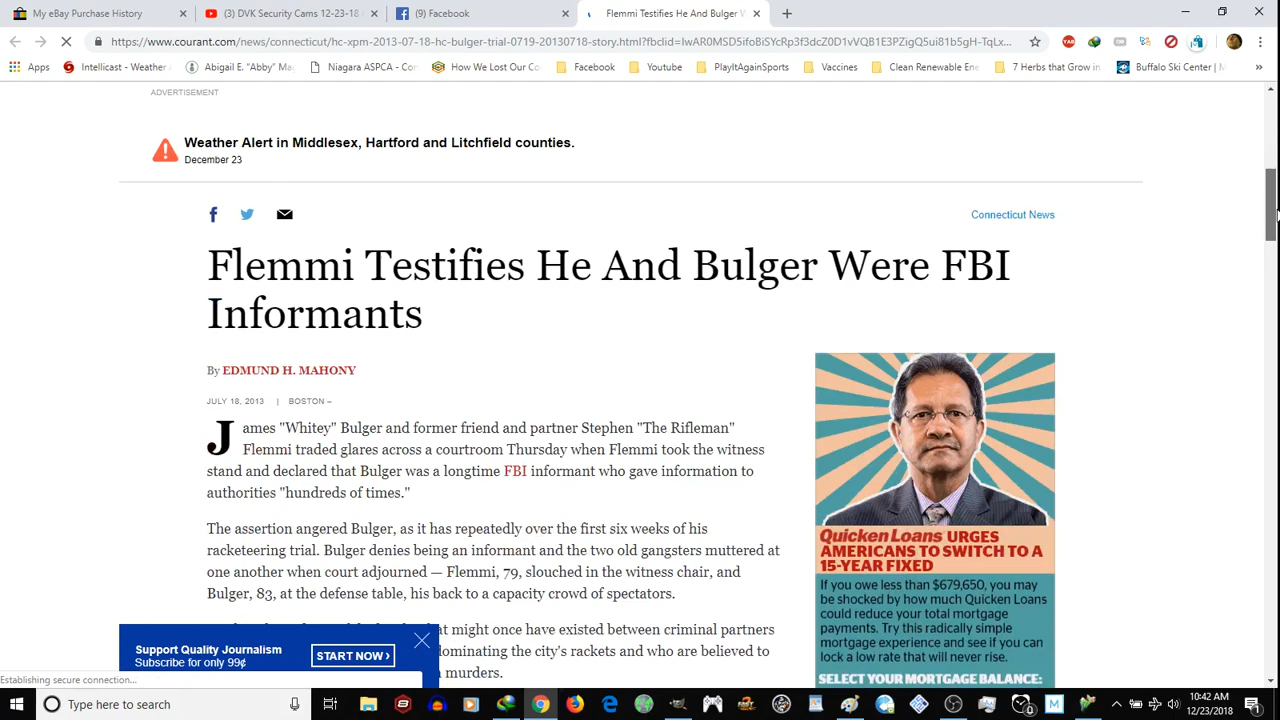 My eBay Purchase History
(3) DVK Security Cams 12-23-18
(9) Facebook
Flemmi Testifies He And Bulger W
https://www.courant.com/news/connecticut/hc-xpm-2013-07-18-hc-bulger-trial-0719-20130718-story.html?fbclid=IwAR0MSD5ifoBiSYcRp3f3dcZ0D1vVQB1E3PZigQ5ui81b5gH-TqLx...
Apps
Intellicast - Weather
Abigail E. "Abby" Ma
Niagara ASPCA - Con
How We Lost Our Co
Facebook
Youtube
PlayItAgainSports
Vaccines
Clean Renewable Ene
7 Herbs that Grow in
Buffalo Ski Center |
ADVERTISEMENT
Weather Alert in Middlesex, Hartford and Litchfield counties.
December 23
Connecticut News
Flemmi Testifies He And Bulger Were FBI
Informants
By EDMUND H. MAHONY
JULY 18, 2013 | BOSTON –
James "Whitey" Bulger and former friend and partner Stephen "The Rifleman"
Flemmi traded glares across a courtroom Thursday when Flemmi took the witness
stand and declared that Bulger was a longtime FBI informant who gave information to
authorities "hundreds of times."
The assertion angered Bulger, as it has repeatedly over the first six weeks of his
racketeering trial. Bulger denies being an informant and the two old gangsters muttered at
one another when court adjourned — Flemmi, 79, slouched in the witness chair, and
Bulger, 83, at the defense table, his back to a capacity crowd of spectators.
might once have existed between criminal partners
dominating the city's rackets and who are believed to
murders.
Quicken Loans URGES
AMERICANS TO SWITCH TO A
15-YEAR FIXED
If you owe less than $679,650, you may
be shocked by how much Quicken Loans
could reduce your total mortgage
payments. Try this radically simple
mortgage experience and see if you can
lock a low rate that will never rise.
SELECT YOUR MORTGAGE BALANCE:
Support Quality Journalism
Subscribe for only 99¢
START NOW ›
Establishing secure connection...
Type here to search
10:42 AM
12/23/2018